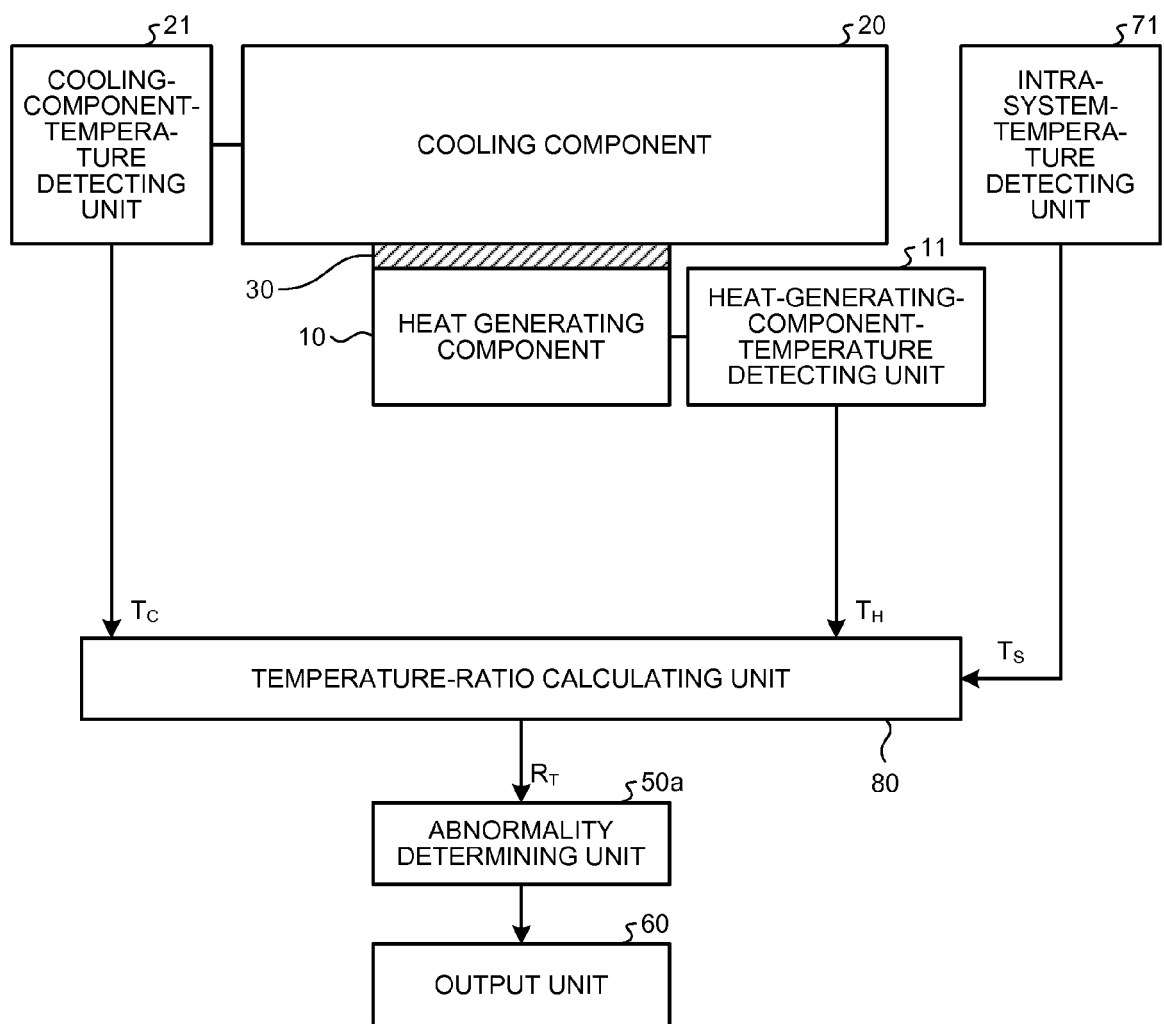 21
20
71
COOLING-
COMPONENT-
TEMPERA-
TURE
DETECTING
UNIT
COOLING COMPONENT
INTRA-
SYSTEM-
TEMPERA-
TURE
DETECTING
UNIT
30
11
10
HEAT GENERATING
COMPONENT
HEAT-GENERATING-
COMPONENT-
TEMPERATURE
DETECTING UNIT
TC
TH
TS
TEMPERATURE-RATIO CALCULATING UNIT
80
RT
50a
ABNORMALITY
DETERMINING UNIT
60
OUTPUT UNIT